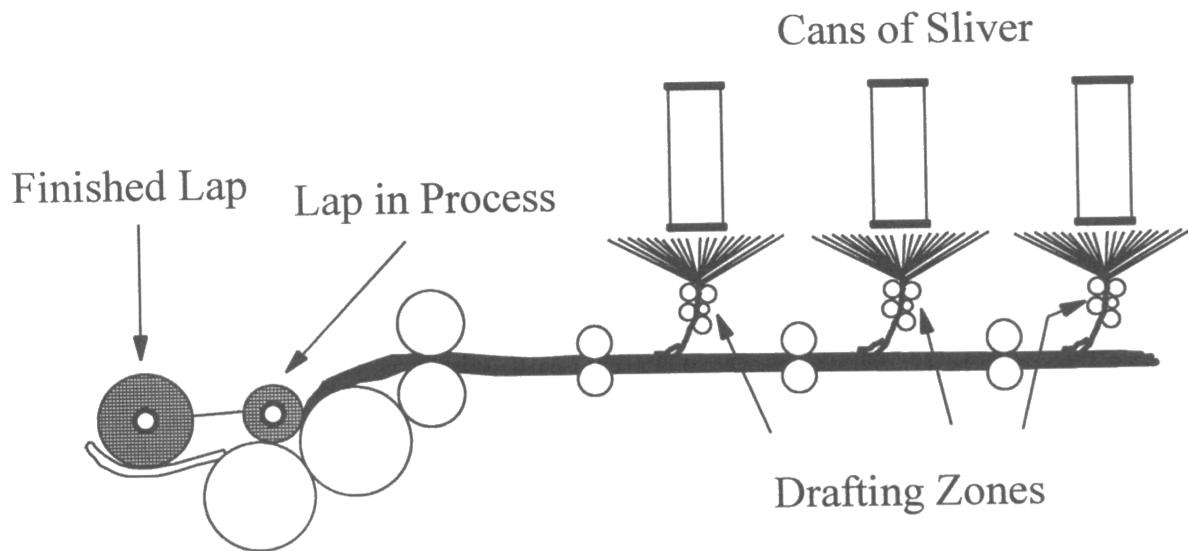 Cans of Sliver
Finished Lap
Lap in Process
Drafting Zones